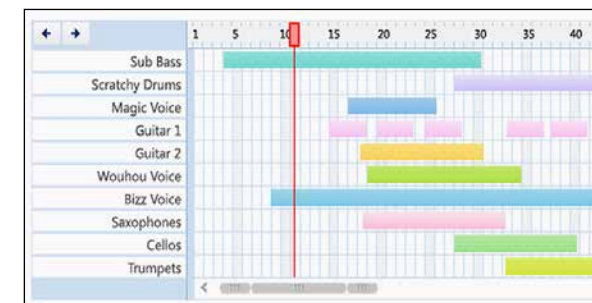 1 5 10 15 20 25 30 35 40
Sub Bass
Scratchy Drums
Magic Voice
Guitar 1
Guitar 2
Wouhou Voice
Bizz Voice
Saxophones
Cellos
Trumpets